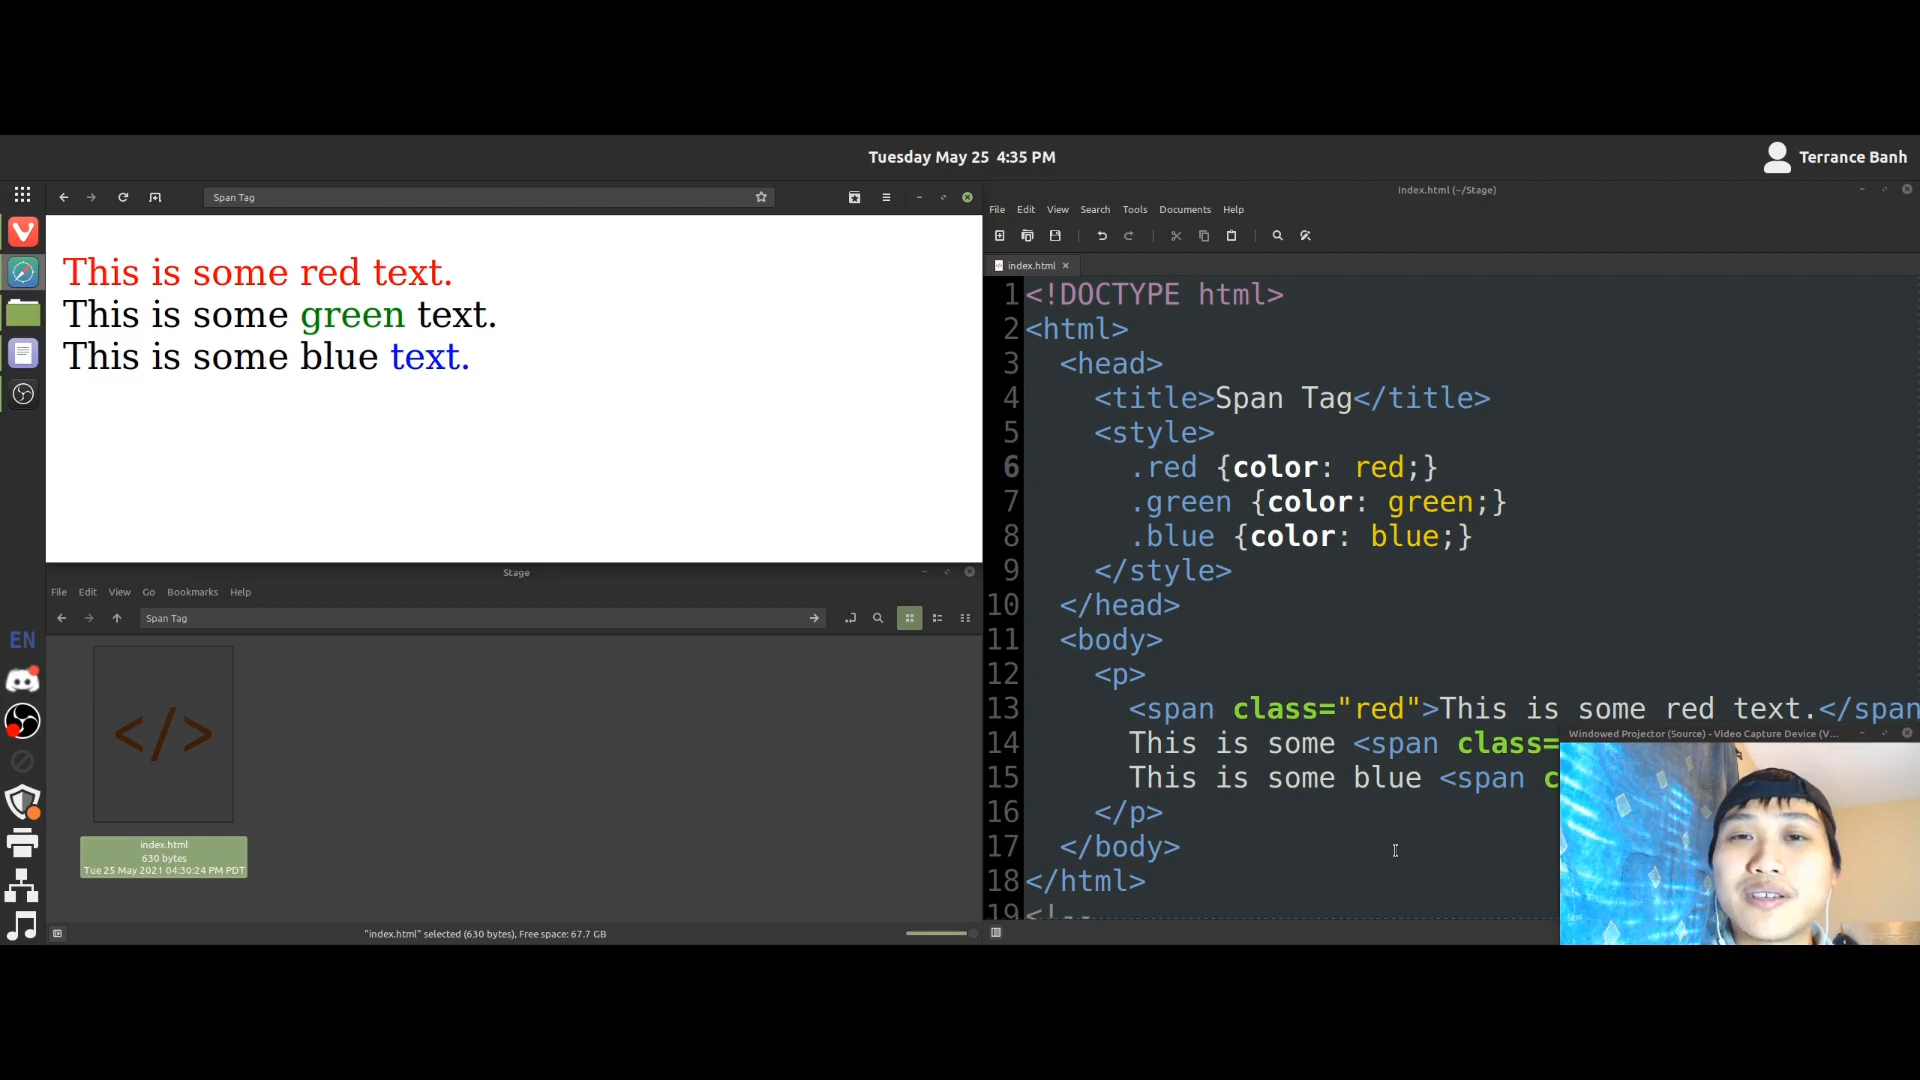 Tuesday May 25 4:35 PM
Terrance Banh
Span Tag
This is some red text.
This is some green text.
This is some blue text.
Stage
File Edit View Go Bookmarks Help
Span Tag
</>
index.html
630 bytes
Tue 25 May 2021 04:30:24 PM PDT
"index.html" selected (630 bytes), Free space: 67.7 GB
EN
index.html (~/Stage)
File Edit View Search Tools Documents Help
index.html
1 <!DOCTYPE html>
2 <html>
3 <head>
4 <title>Span Tag</title>
5 <style>
6 .red {color: red;}
7 .green {color: green;}
8 .blue {color: blue;}
9 </style>
10 </head>
11 <body>
12 <p>
13 <span class="red">This is some red text.</span
14 This is some <span class=
15 This is some blue <span c
16 </p>
17 </body>
18 </html>
19 <!--
Windowed Projector (Source) - Video Capture Device (V...